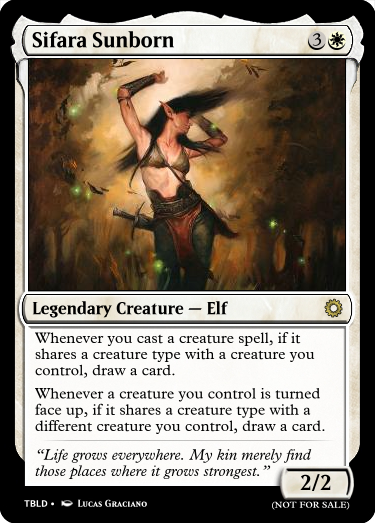 Sifara Sunborn 3
Legendary Creature — Elf
Whenever you cast a creature spell, if it
shares a creature type with a creature you
control, draw a card.
Whenever a creature you control is turned
face up, if it shares a creature type with a
different creature you control, draw a card.
“Life grows everywhere. My kin merely find
those places where it grows strongest.”
2/2
TBLD • Lucas Graciano
(NOT FOR SALE)